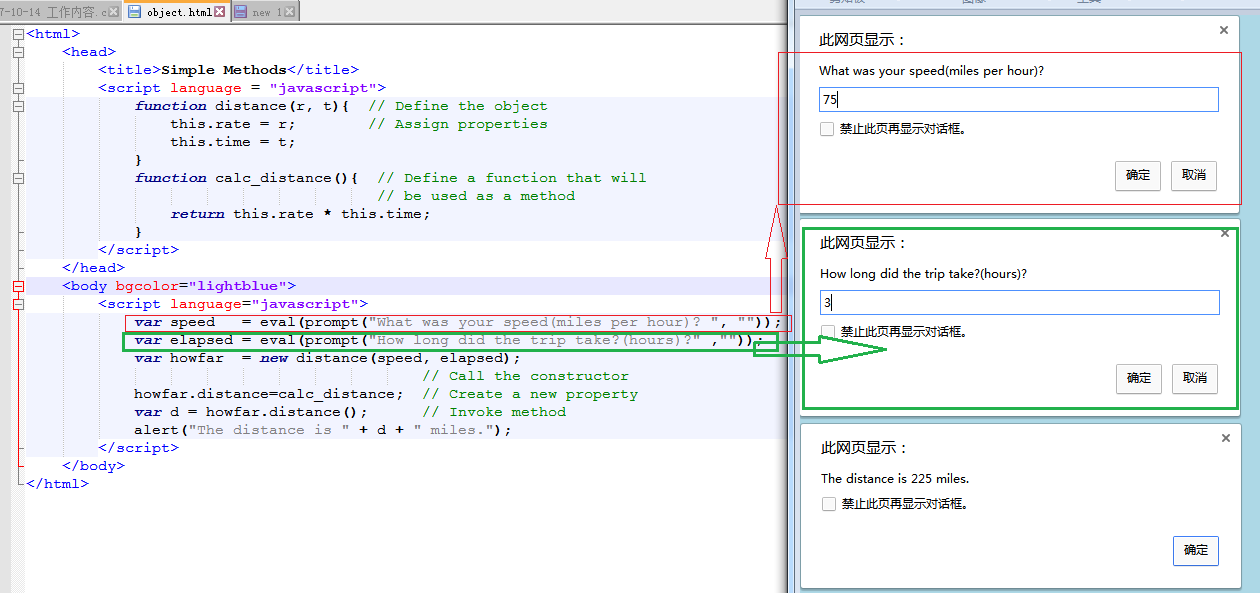 7-10-14 工作内容.c
object.html
new 1
<html>
<head>
<title>Simple Methods</title>
<script language = "javascript">
function distance(r, t){  // Define the object
this.rate = r;  // Assign properties
this.time = t;
}
function calc_distance(){  // Define a function that will
// be used as a method
return this.rate * this.time;
}
</script>
</head>
<body bgcolor="lightblue">
<script language="javascript">
var speed   = eval(prompt("What was your speed(miles per hour)? ", ""));
var elapsed = eval(prompt("How long did the trip take?(hours)?" ,""));
var howfar  = new distance(speed, elapsed);
// Call the constructor
howfar.distance=calc_distance;  // Create a new property
var d = howfar.distance();  // Invoke method
alert("The distance is " + d + " miles.");
</script>
</body>
</html>
此网页显示：
What was your speed(miles per hour)?
75
禁止此页再显示对话框。
确定
取消
此网页显示：
How long did the trip take?(hours)?
3
禁止此页再显示对话框。
确定
取消
此网页显示：
The distance is 225 miles.
禁止此页再显示对话框。
确定